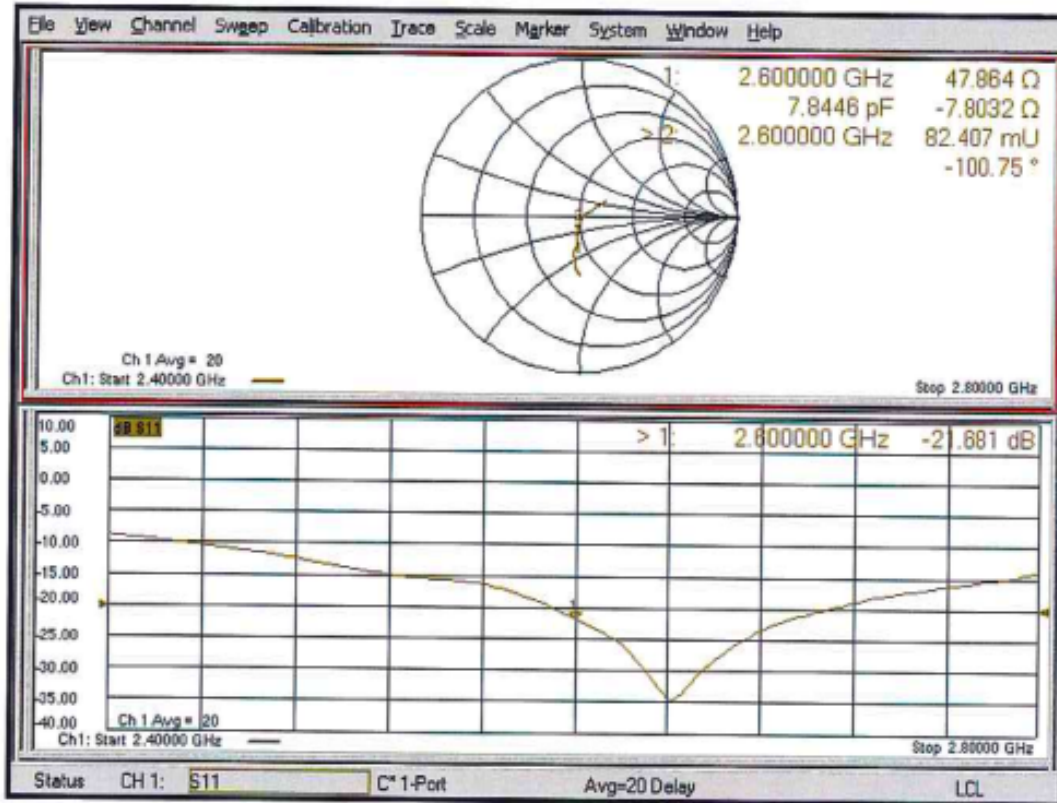 File View Channel Sweep Calibration Trace Scale Marker System Window Help
1: 2.600000 GHz 47.864 Ω
7.8446 pF -7.8032 Ω
> 2: 2.600000 GHz 82.407 mU
-100.75 °
Ch 1 Avg = 20
Ch1: Start 2.40000 GHz
Stop 2.80000 GHz
10.00
dB S11
> 1: 2.600000 GHz -21.681 dB
5.00
0.00
-5.00
-10.00
-15.00
-20.00
-25.00
-30.00
-35.00
-40.00
1
Ch 1 Avg = 20
Ch1: Start 2.40000 GHz
Stop 2.80000 GHz
Status CH 1: S11 C* 1-Port Avg=20 Delay LCL